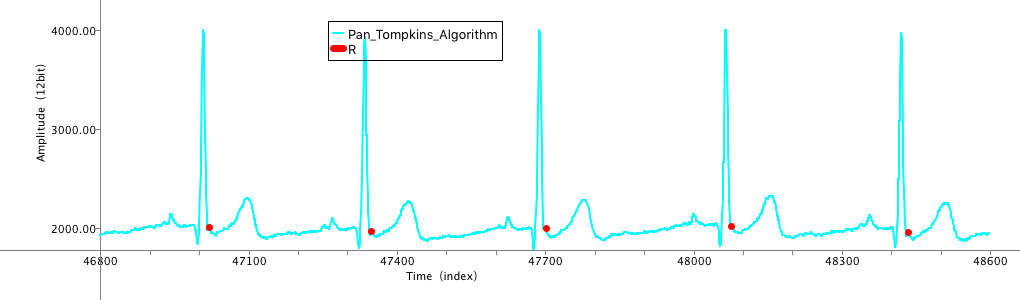 4000.00
3000.00
2000.00
Amplitude (12bit)
Pan_Tompkins_Algorithm
R
46800 47100 47400 47700 48000 48300 48600
Time (index)